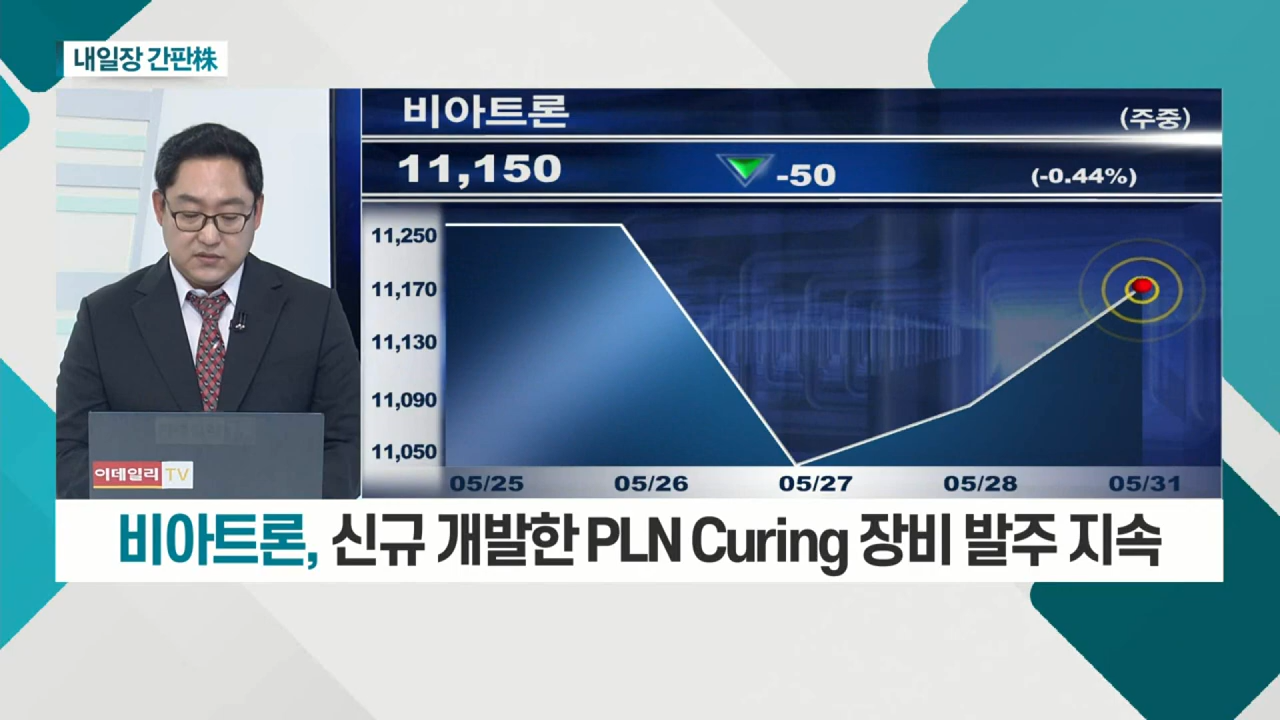 내일장 간판株
비아트론
(주중)
11,150
-50
(-0.44%)
11,250
11,170
11,130
11,090
11,050
05/25
05/26
05/27
05/28
05/31
이데일리 TV
비아트론, 신규 개발한 PLN Curing 장비 발주 지속